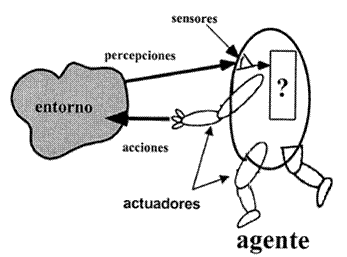 sensores
percepciones
entorno
?
acciones
actuadores
agente